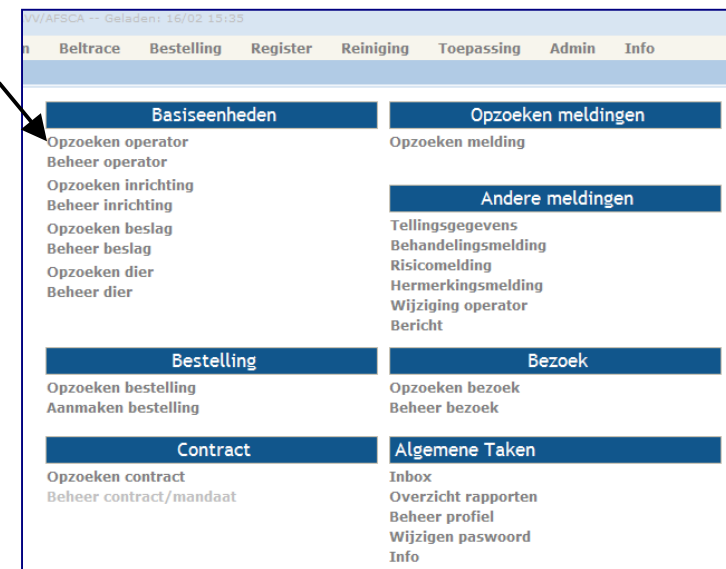 VV/AFSCA -- Geladen: 16/02 15:35
n Beltrace Bestelling Register Reiniging Toepassing Admin Info
Basiseenheden
Opzoeken operator
Beheer operator
Opzoeken inrichting
Beheer inrichting
Opzoeken beslag
Beheer beslag
Opzoeken dier
Beheer dier
Opzoeken meldingen
Opzoeken melding
Andere meldingen
Tellingsgegevens
Behandelingsmelding
Risicomelding
Hermerkingsmelding
Wijziging operator
Bericht
Bestelling
Opzoeken bestelling
Aanmaken bestelling
Bezoek
Opzoeken bezoek
Beheer bezoek
Contract
Opzoeken contract
Beheer contract/mandaat
Algemene Taken
Inbox
Overzicht rapporten
Beheer profiel
Wijzigen paswoord
Info